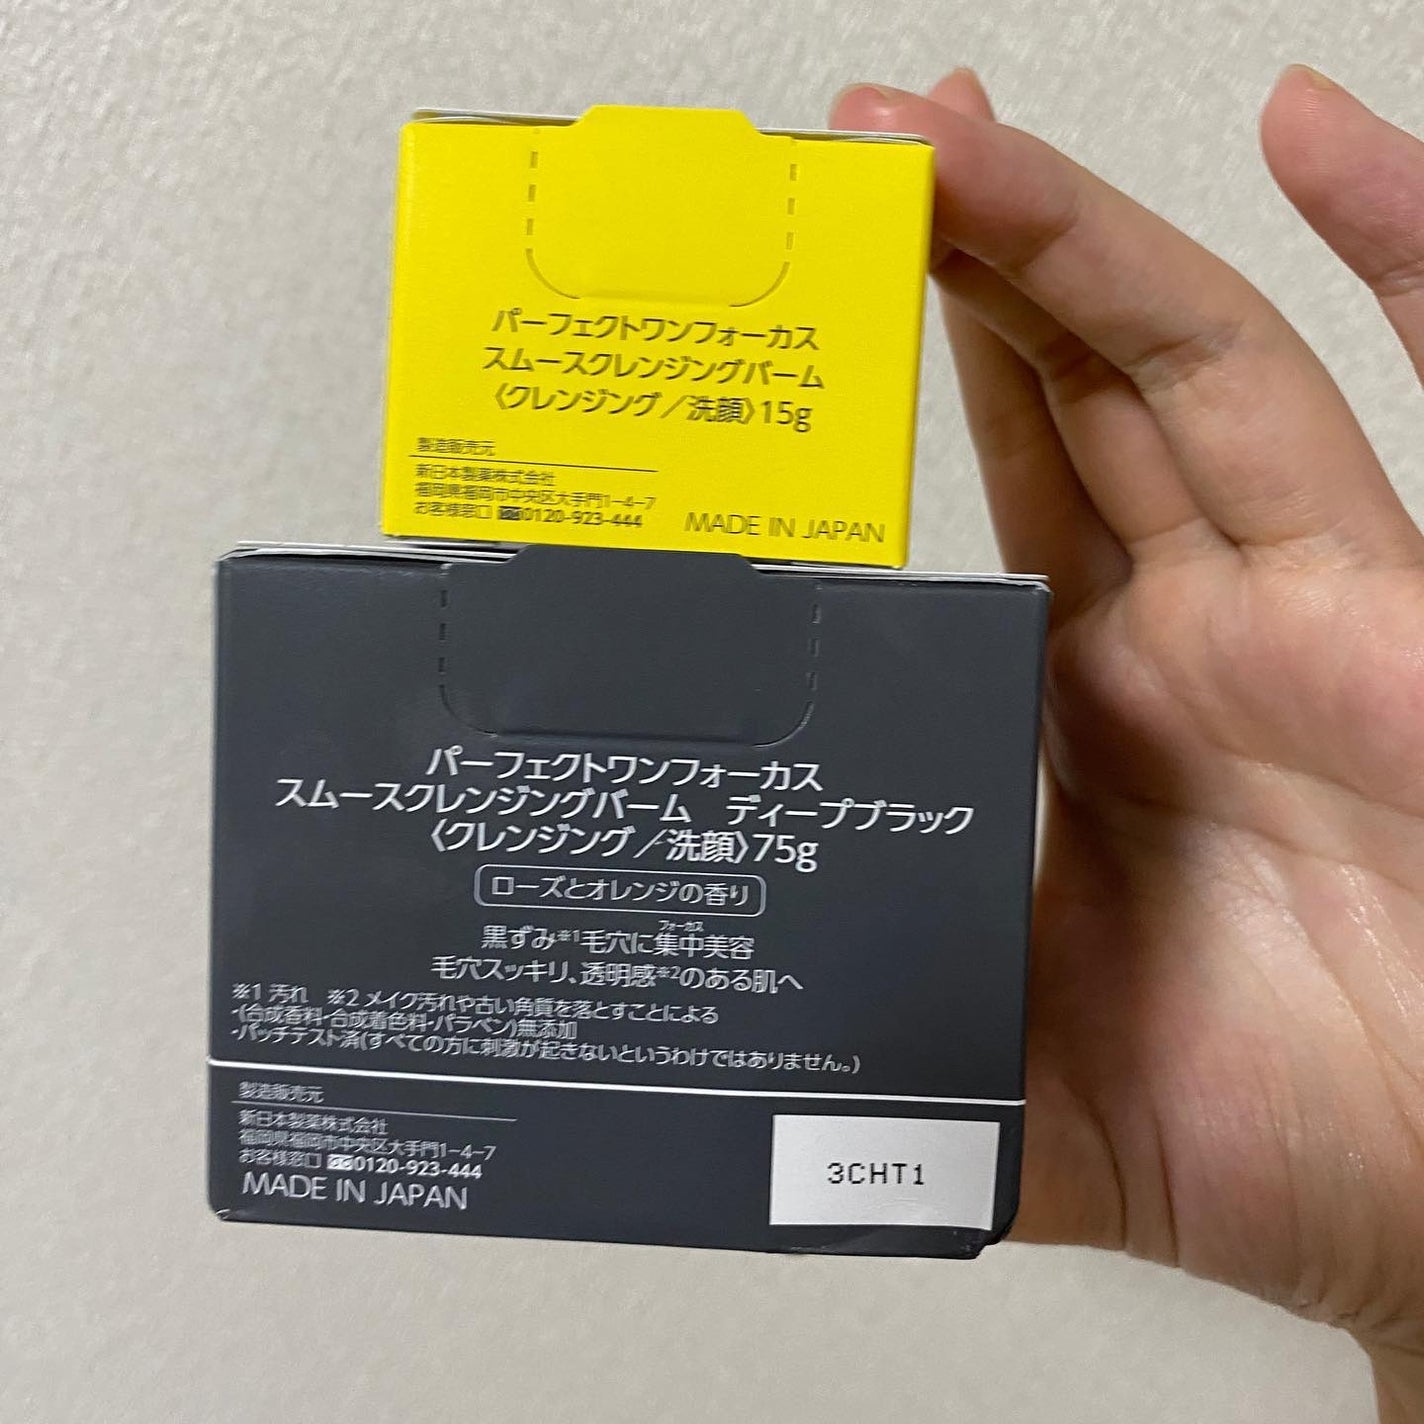 パーフェクトワンフォーカス
スムースクレンジングバーム
〈クレンジング／洗顔〉15g
製造販売元
新日本製薬株式会社
福岡県福岡市中央区大手門1-4-7
お客様窓口 0120-923-444
MADE IN JAPAN
パーフェクトワンフォーカス
スムースクレンジングバーム　ディープブラック
〈クレンジング／洗顔〉75g
ローズとオレンジの香り
フォーカス
黒ずみ※1毛穴に集中美容
毛穴スッキリ、透明感※2のある肌へ
※1 汚れ　※2 メイク汚れや古い角質を落とすことによる
・(合成香料・合成着色料・パラベン)無添加
・パッチテスト済(すべての方に刺激が起きないというわけではありません。)
製造販売元
新日本製薬株式会社
福岡県福岡市中央区大手門1-4-7
お客様窓口 0120-923-444
MADE IN JAPAN
3CHT1